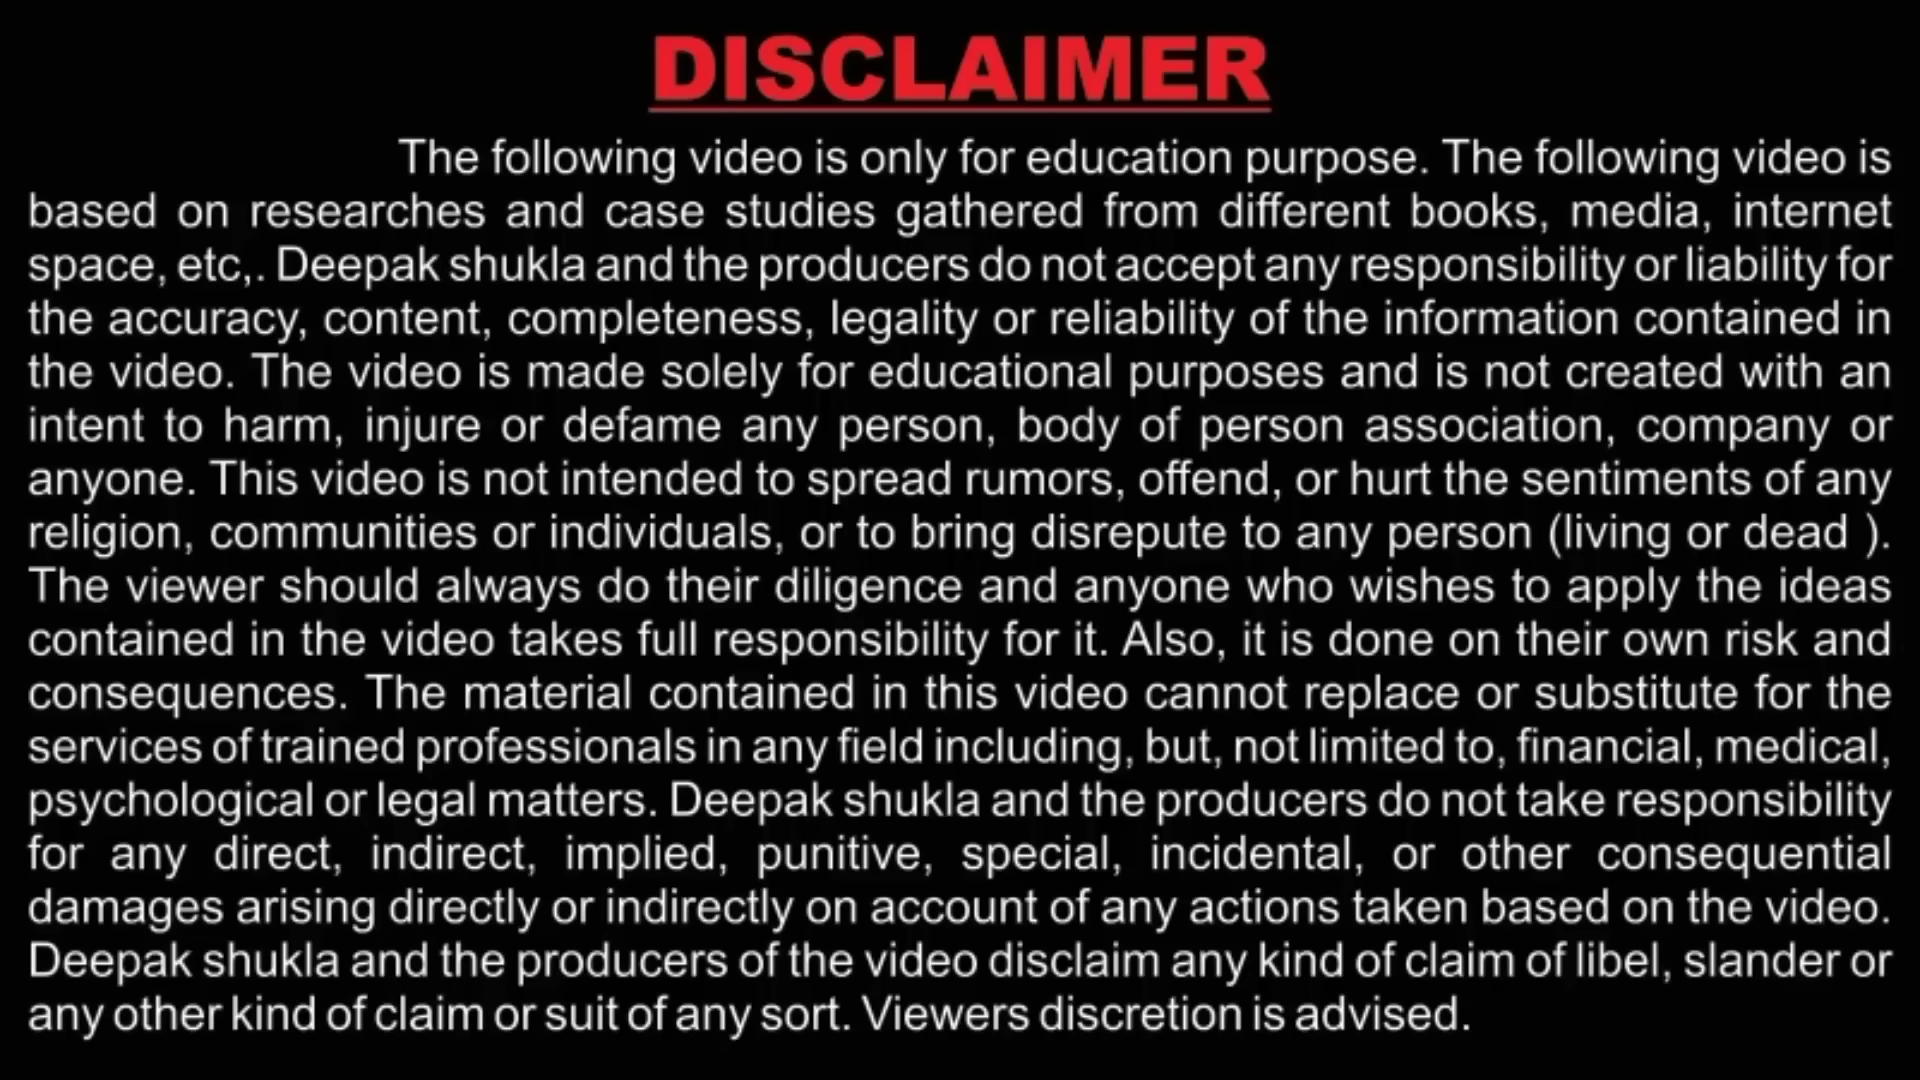 DISCLAIMER
The following video is only for education purpose. The following video is
based on researches and case studies gathered from different books, media, internet
space, etc,. Deepak shukla and the producers do not accept any responsibility or liability for
the accuracy, content, completeness, legality or reliability of the information contained in
the video. The video is made solely for educational purposes and is not created with an
intent to harm, injure or defame any person, body of person association, company or
anyone. This video is not intended to spread rumors, offend, or hurt the sentiments of any
religion, communities or individuals, or to bring disrepute to any person (living or dead ).
The viewer should always do their diligence and anyone who wishes to apply the ideas
contained in the video takes full responsibility for it. Also, it is done on their own risk and
consequences. The material contained in this video cannot replace or substitute for the
services of trained professionals in any field including, but, not limited to, financial, medical,
psychological or legal matters. Deepak shukla and the producers do not take responsibility
for any direct, indirect, implied, punitive, special, incidental, or other consequential
damages arising directly or indirectly on account of any actions taken based on the video.
Deepak shukla and the producers of the video disclaim any kind of claim of libel, slander or
any other kind of claim or suit of any sort. Viewers discretion is advised.